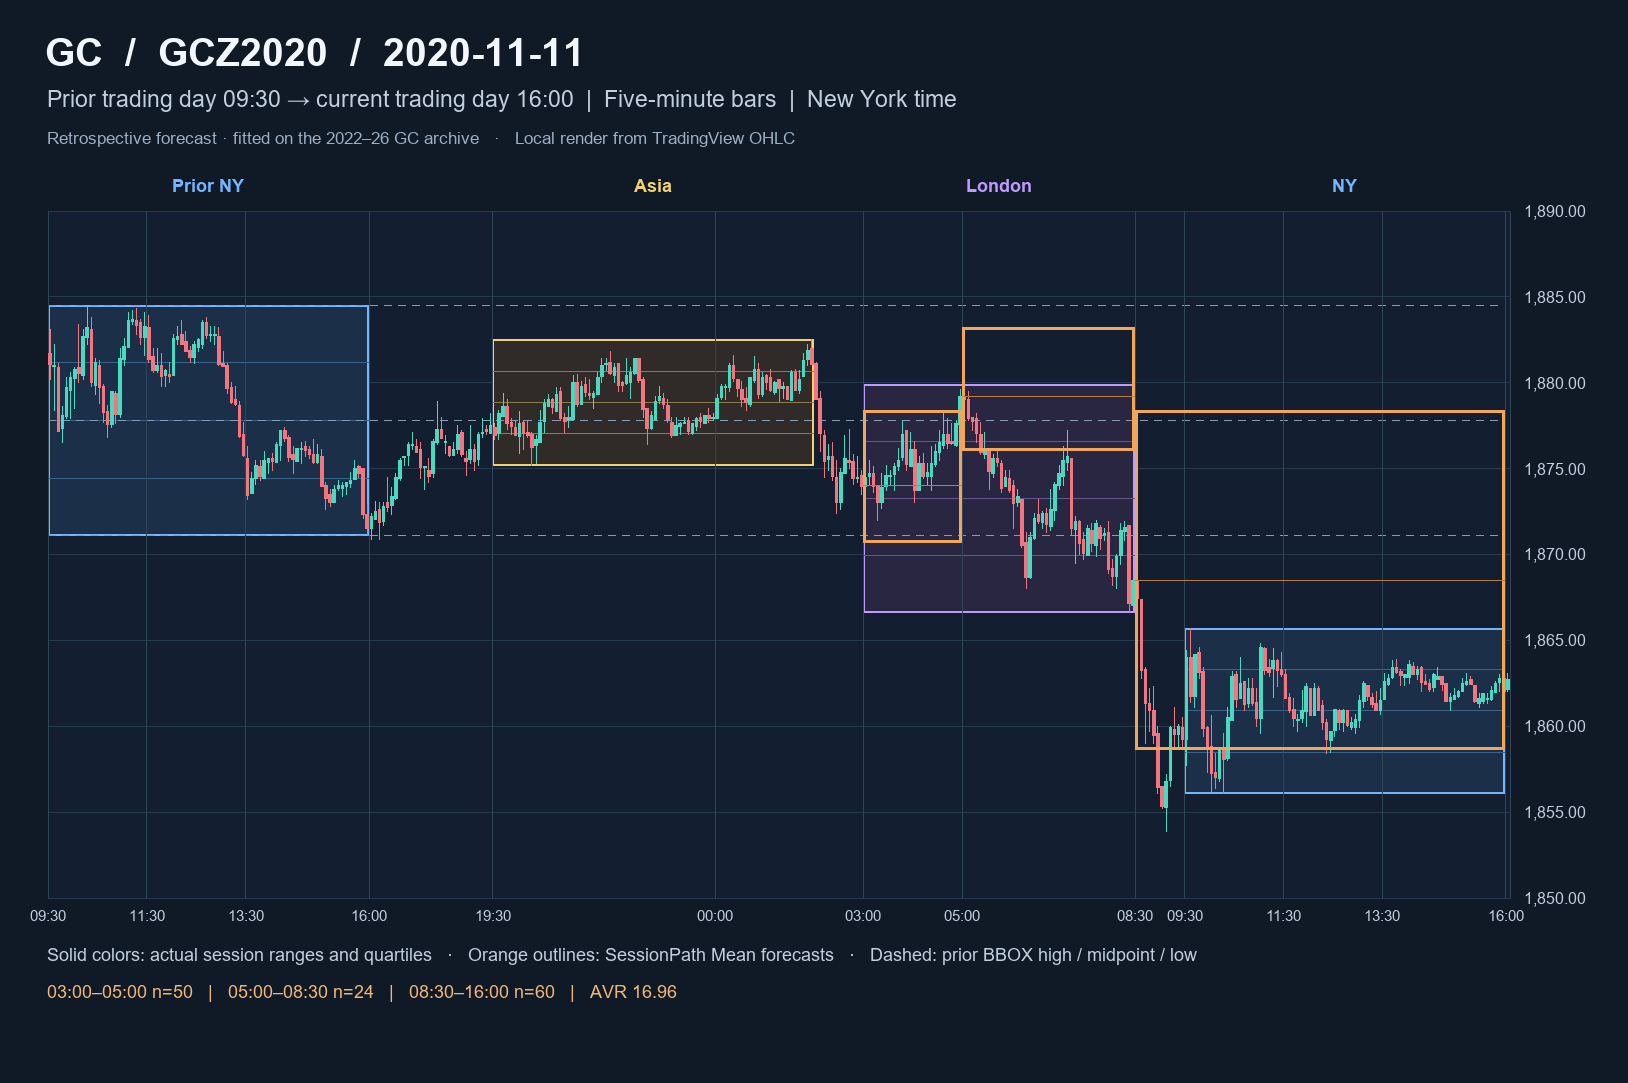 GC / GCZ2020 / 2020-11-11
Prior trading day 09:30 → current trading day 16:00 | Five-minute bars | New York time
Retrospective forecast · fitted on the 2022–26 GC archive · Local render from TradingView OHLC
Prior NY Asia London NY
1,890.00
1,885.00
1,880.00
1,875.00
1,870.00
1,865.00
1,860.00
1,855.00
1,850.00
09:30 11:30 13:30 16:00 19:30 00:00 03:00 05:00 08:30 09:30 11:30 13:30 16:00
Solid colors: actual session ranges and quartiles · Orange outlines: SessionPath Mean forecasts · Dashed: prior BBOX high / midpoint / low
03:00–05:00 n=50 | 05:00–08:30 n=24 | 08:30–16:00 n=60 | AVR 16.96